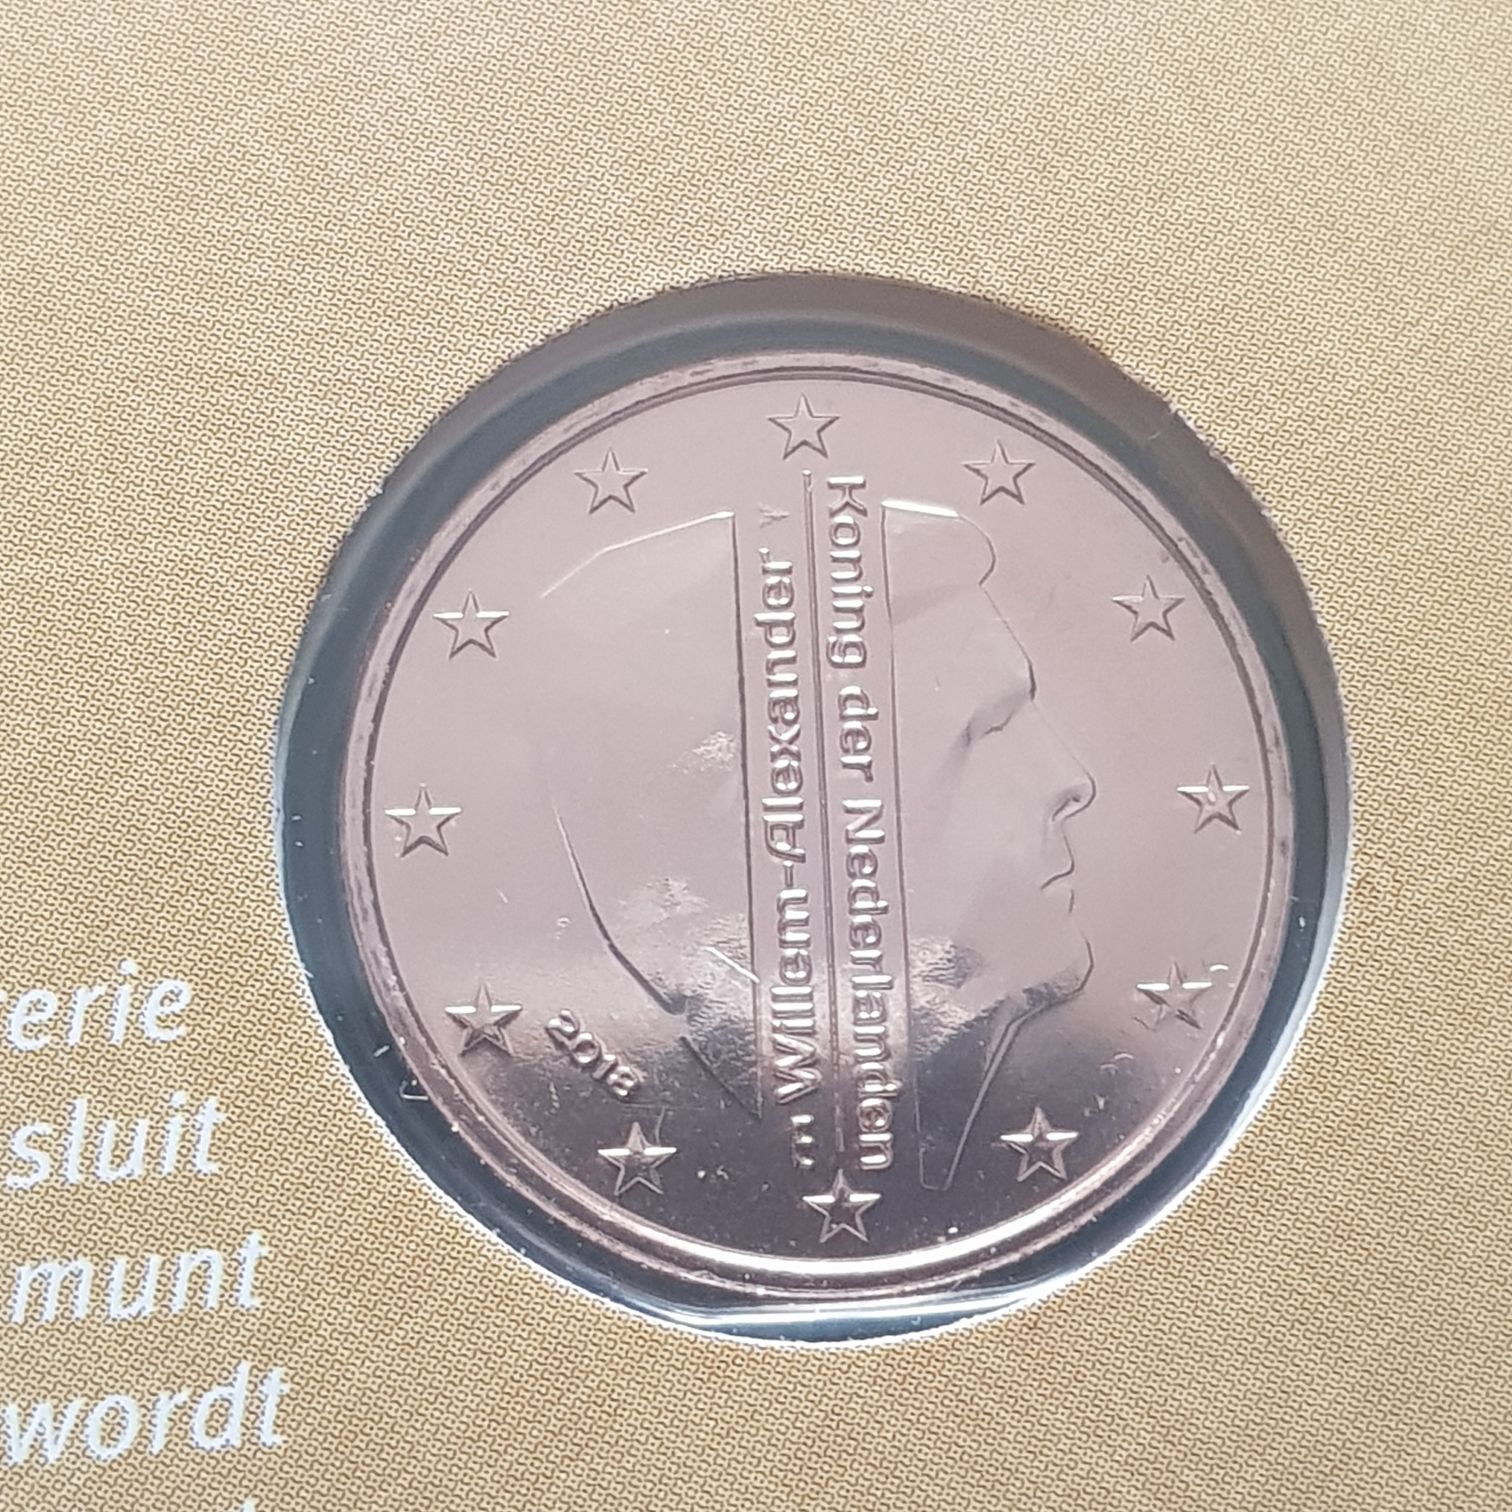 Willem-Alexander
Koning der Nederlanden
2018
erie
sluit
munt
wordt